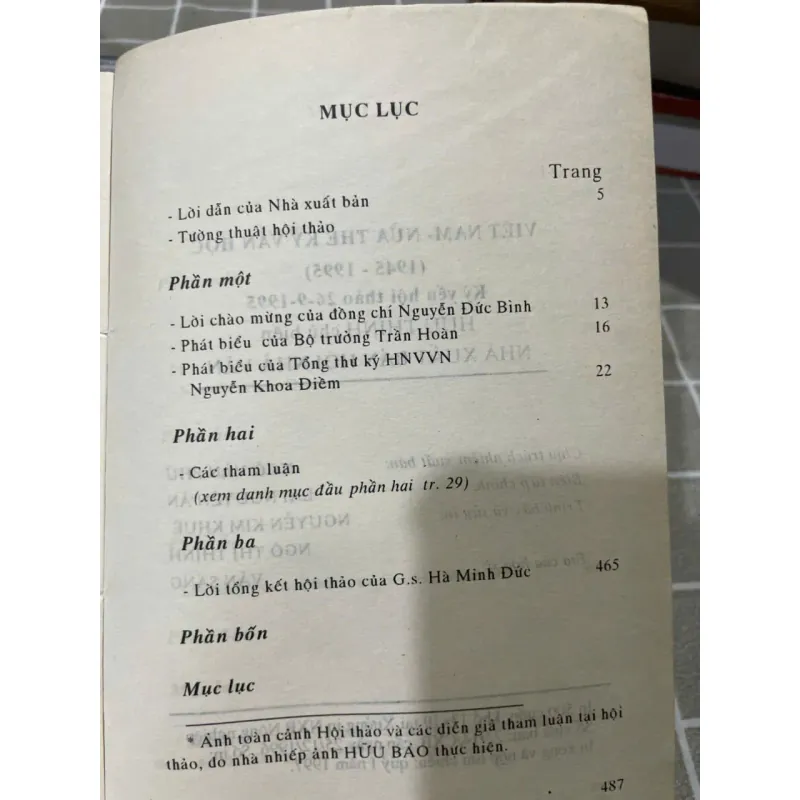 MỤC LỤC
Trang
- Lời dẫn của Nhà xuất bản 5
- Tường thuật hội thảo
Phần một
- Lời chào mừng của đồng chí Nguyễn Đức Bình 13
- Phát biểu của Bộ trưởng Trần Hoàn 16
- Phát biểu của Tổng thư ký HNVVN
Nguyễn Khoa Điềm 22
Phần hai
- Các tham luận
(xem danh mục đầu phần hai tr. 29)
Phần ba
- Lời tổng kết hội thảo của G.s. Hà Minh Đức 465
Phần bốn
Mục lục
* Ảnh toàn cảnh Hội thảo và các diễn giả tham luận tại hội
thảo, do nhà nhiếp ảnh HỮU BẢO thực hiện.
487